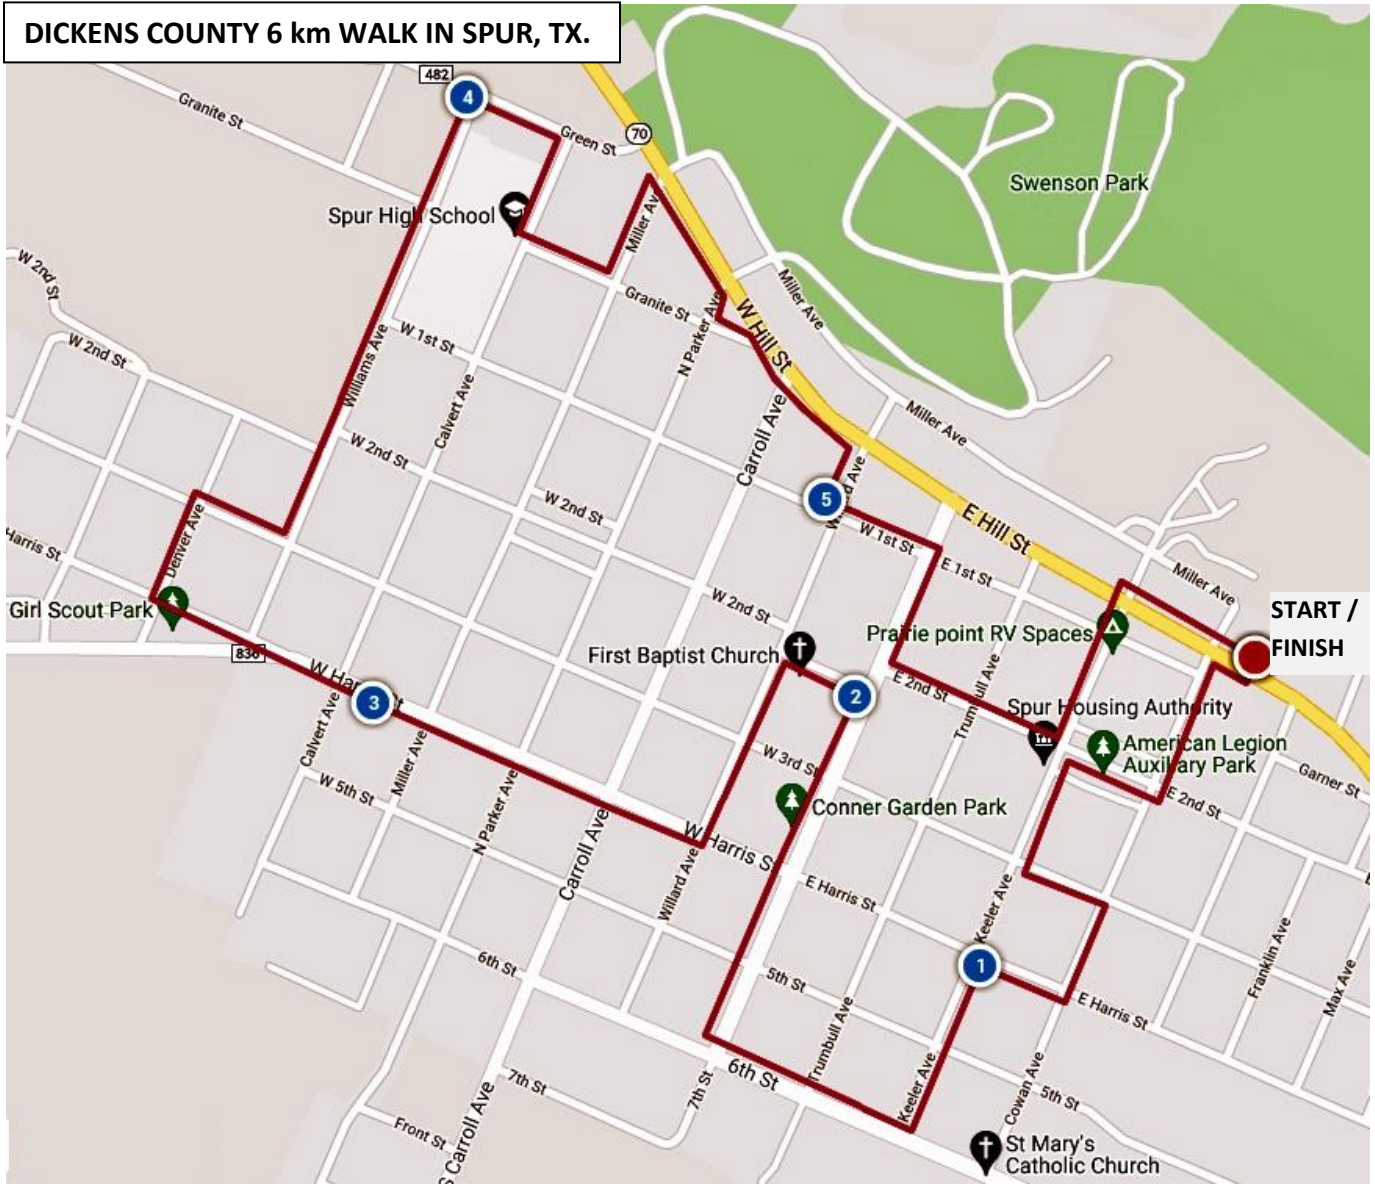 DICKENS COUNTY 6 km WALK IN SPUR, TX.
482
4
Granite St
Green St
70
Swenson Park
Spur High School
Miller Ave
W 2nd St
Granite St
N Parker Ave
W Hill St
Miller Ave
W 2nd St
Williams Ave
W 1st St
Calvert Ave
Carroll Ave
Miller Ave
W 2nd St
5
W 2nd St
Harris St
Denver Ave
W 1st St
E Hill St
E 1st St
Miller Ave
Girl Scout Park
W 2nd St
START /
FINISH
Prairie point RV Spaces
836
First Baptist Church
E 2nd St
2
3
Trumbull Ave
Spur Housing Authority
Calvert Ave
Miller Ave
W 3rd St
American Legion
Auxiliary Park
Garner St
W 5th St
N Parker Ave
Conner Garden Park
E 2nd St
W Harris St
Carroll Ave
Willard Ave
E Harris St
Keeler Ave
1
6th St
5th St
Franklin Ave
Max Ave
E Harris St
Trumbull Ave
Keeler Ave
Cowan Ave
6th St
7th St
7th St
5th St
Front St
S Carroll Ave
St Mary's
Catholic Church